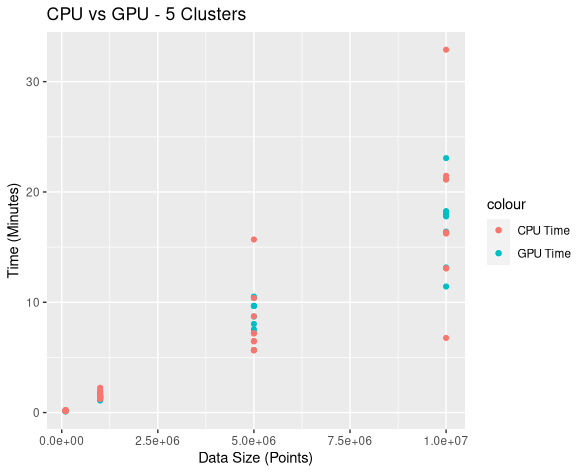 CPU vs GPU - 5 Clusters
30
20
10
0
Time (Minutes)
0.0e+00
2.5e+06
5.0e+06
7.5e+06
1.0e+07
Data Size (Points)
colour
CPU Time
GPU Time